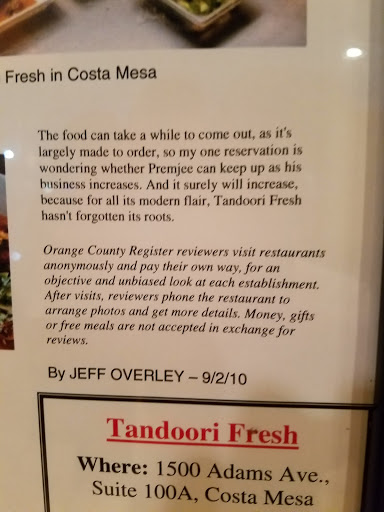 Fresh in Costa Mesa
The food can take a while to come out, as it's
largely made to order, so my one reservation is
wondering whether Premjee can keep up as his
business increases. And it surely will increase,
because for all its modern flair, Tandoori Fresh
hasn't forgotten its roots.
Orange County Register reviewers visit restaurants
anonymously and pay their own way, for an
objective and unbiased look at each establishment.
After visits, reviewers phone the restaurant to
arrange photos and get more details. Money, gifts
or free meals are not accepted in exchange for
reviews.
By JEFF OVERLEY – 9/2/10
Tandoori Fresh
Where: 1500 Adams Ave.,
Suite 100A, Costa Mesa